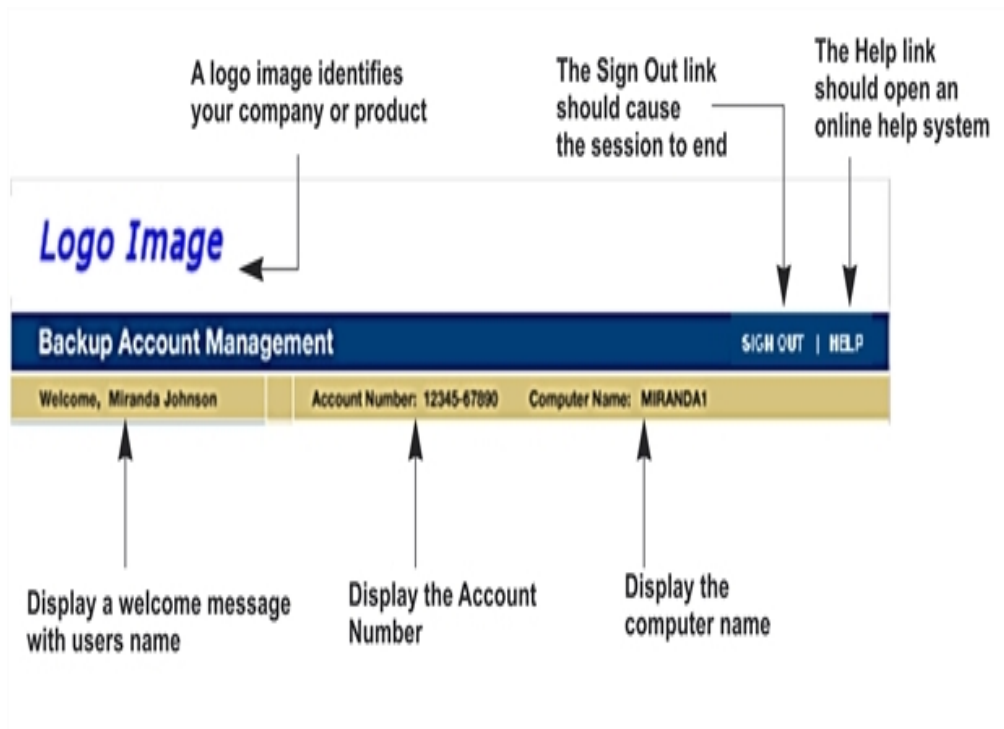 A logo image identifies
your company or product
The Sign Out link
should cause
the session to end
The Help link
should open an
online help system
Logo Image
Backup Account Management
SIGN OUT | HELP
Welcome, Miranda Johnson
Account Number: 12345-67890
Computer Name: MIRANDA1
Display a welcome message
with users name
Display the Account
Number
Display the
computer name